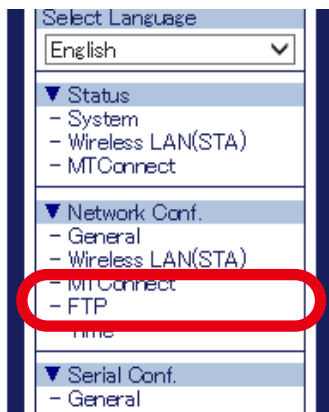 Select Language
English
▼ Status
- System
- Wireless LAN(STA)
- MTConnect
▼ Network Conf.
- General
- Wireless LAN(STA)
- MTConnect
- FTP
- Time
▼ Serial Conf.
- General